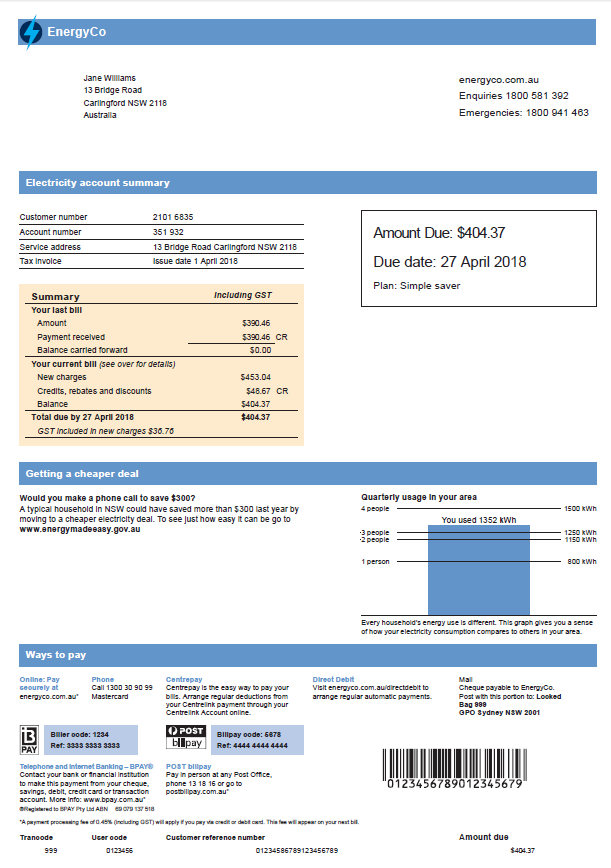 EnergyCo
Jane Williams
13 Bridge Road
Carlingford NSW 2118
Australia
energyco.com.au
Enquiries 1800 581 392
Emergencies: 1800 941 463
Electricity account summary
Customer number 2101 6835
Account number 351 932
Service address 13 Bridge Road Carlingford NSW 2118
Tax invoice Issue date 1 April 2018
Amount Due: $404.37
Due date: 27 April 2018
Plan: Simple saver
Summary Including GST
Your last bill
Amount $390.46
Payment received $390.46 CR
Balance carried forward $0.00
Your current bill (see over for details)
New charges $453.04
Credits, rebates and discounts $48.67 CR
Balance $404.37
Total due by 27 April 2018 $404.37
GST included in new charges $36.76
Getting a cheaper deal
Would you make a phone call to save $300?
A typical household in NSW could have saved more than $300 last year by
moving to a cheaper electricity deal. To see just how easy it can be go to
www.energymadeeasy.gov.au
Quarterly usage in your area
4 people 1500 kWh
You used 1352 kWh
3 people 1250 kWh
2 people 1150 kWh
1 person 800 kWh
Every household's energy use is different. This graph gives you a sense
of how your electricity consumption compares to others in your area.
Ways to pay
Online: Pay
securely at
energyco.com.au*
Phone
Call 1300 30 90 99
Mastercard
Centrepay
Centrepay is the easy way to pay your
bills. Arrange regular deductions from
your Centrelink payment through your
Centrelink Account online.
Direct Debit
Visit energyco.com.au/directdebit to
arrange regular automatic payments.
Mail
Cheque payable to EnergyCo.
Post with this portion to: Looked
Bag 999
GPO Sydney NSW 2001
B
PAY
Biller code: 1234
Ref: 3333 3333 3333
POST
billpay
Billpay code: 5678
Ref: 4444 4444 4444
Telephone and Internet Banking – BPAY®
Contact your bank or financial institution
to make this payment from your cheque,
savings, debit, credit card or transaction
account. More info: www.bpay.com.au*
®Registered to BPAY Pty Ltd ABN 69 079 137 518
POST billpay
Pay in person at any Post Office,
phone 13 18 16 or go to
postbillpay.com.au*
0123456789012345679
*A payment processing fee of 0.45% (including GST) will apply if you pay via credit or debit card. This fee will appear on your next bill.
Trancode User code Customer reference number Amount due
999 0123456 0123456789123456789 $404.37